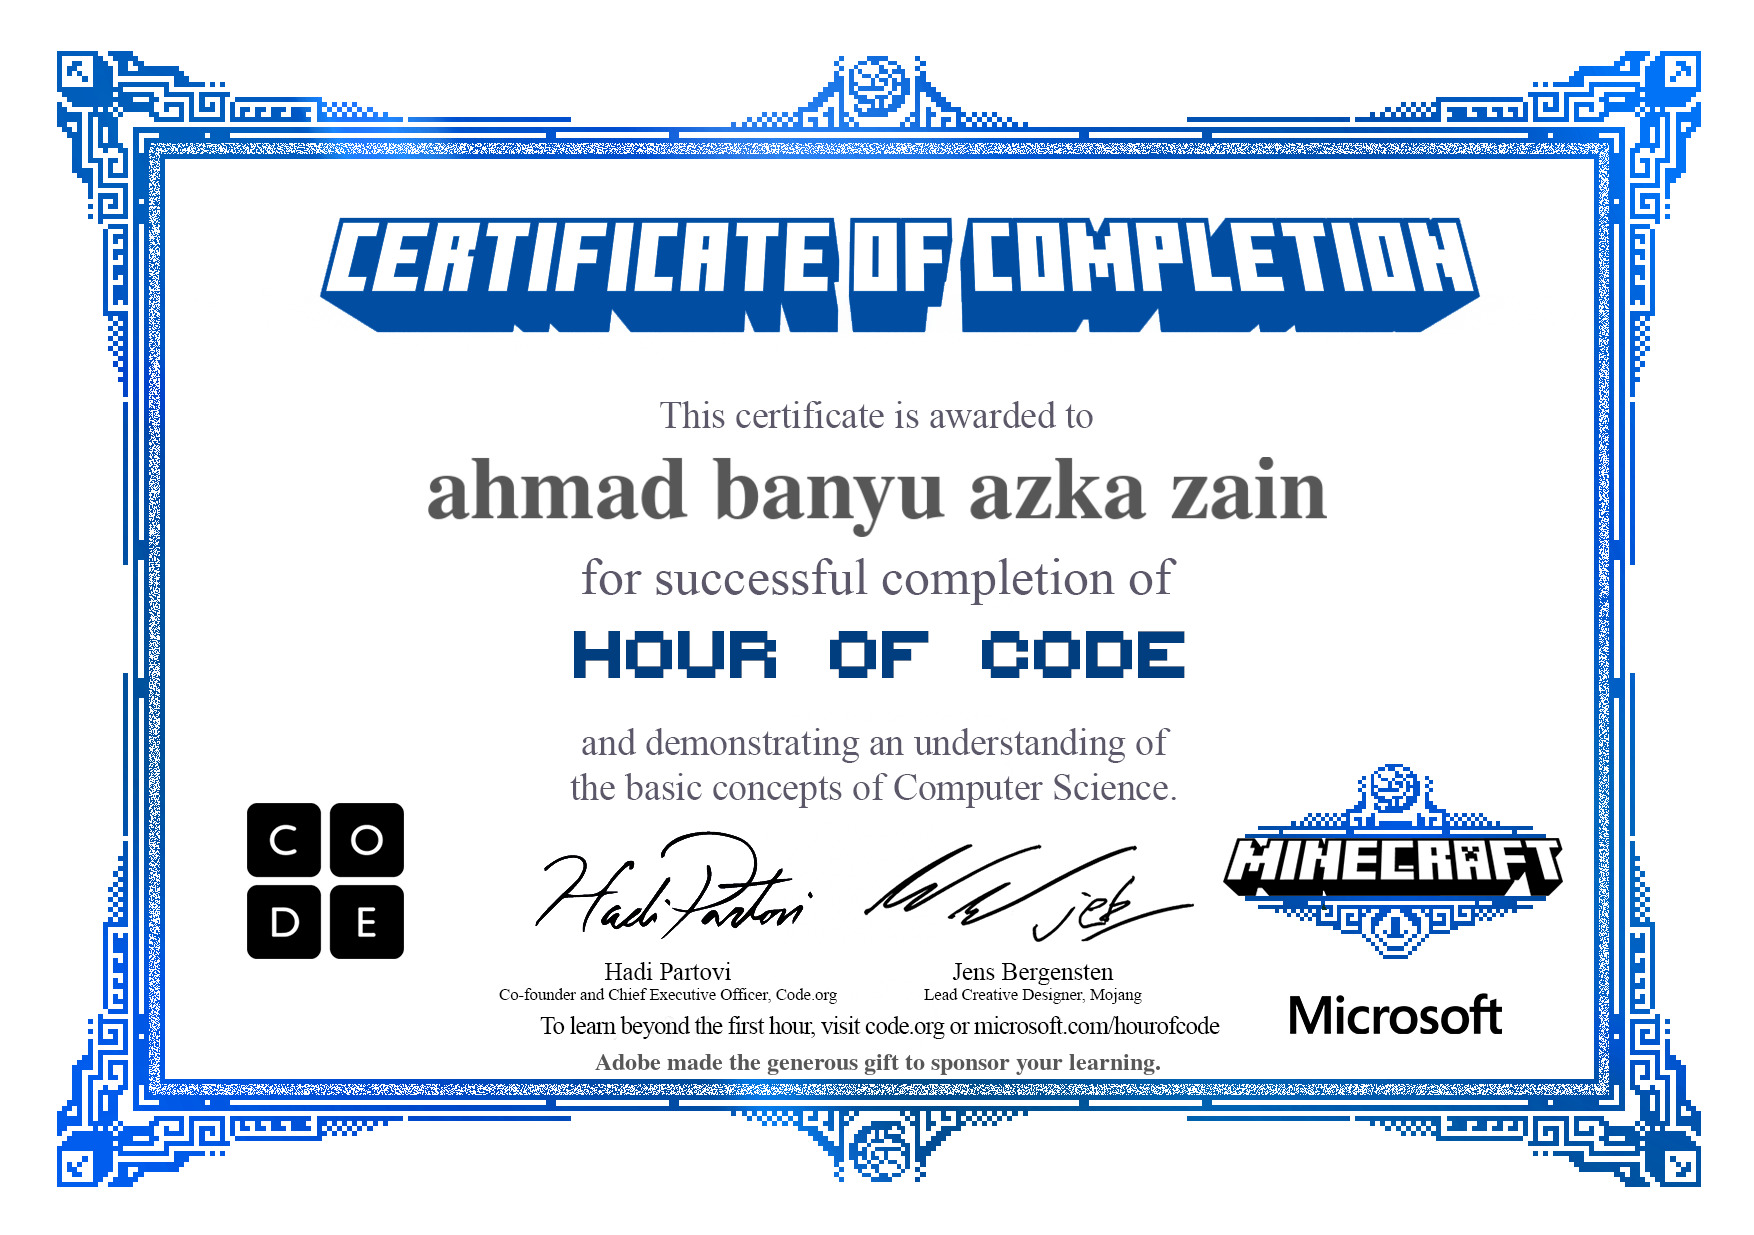 CERTIFICATE OF COMPLETION
This certificate is awarded to
ahmad banyu azka zain
for successful completion of
HOUR OF CODE
and demonstrating an understanding of
the basic concepts of Computer Science.
C O
D E
Hadi Partovi
jeb
MINECRAFT
Hadi Partovi
Co-founder and Chief Executive Officer, Code.org
Jens Bergensten
Lead Creative Designer, Mojang
Microsoft
To learn beyond the first hour, visit code.org or microsoft.com/hourofcode
Adobe made the generous gift to sponsor your learning.